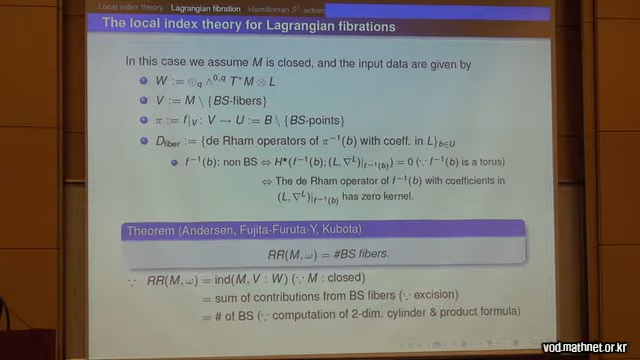 Local index theory Lagrangian fibration Hamiltonian S¹-action
The local index theory for Lagrangian fibrations
In this case we assume M is closed, and the input data are given by
W := ⊕_q ∧^{0,q} T*M ⊗ L
V := M \ {BS-fibers}
π := f|_V : V → U := B \ {BS-points}
D_fiber := {de Rham operators of π⁻¹(b) with coeff. in L}_{b∈U}
f⁻¹(b): non BS ⇔ H•(f⁻¹(b); (L, ∇^L)|_{f⁻¹(b)}) = 0 (∵ f⁻¹(b) is a torus)
⇔ The de Rham operator of f⁻¹(b) with coefficients in
(L, ∇^L)|_{f⁻¹(b)} has zero kernel.
Theorem (Andersen, Fujita-Furuta-Y, Kubota)
RR(M, ω) = #BS fibers.
∵ RR(M, ω) = ind(M, V : W) (∵ M : closed)
= sum of contributions from BS fibers (∵ excision)
= # of BS (∵ computation of 2-dim. cylinder & product formula)
vod.mathnet.or.kr